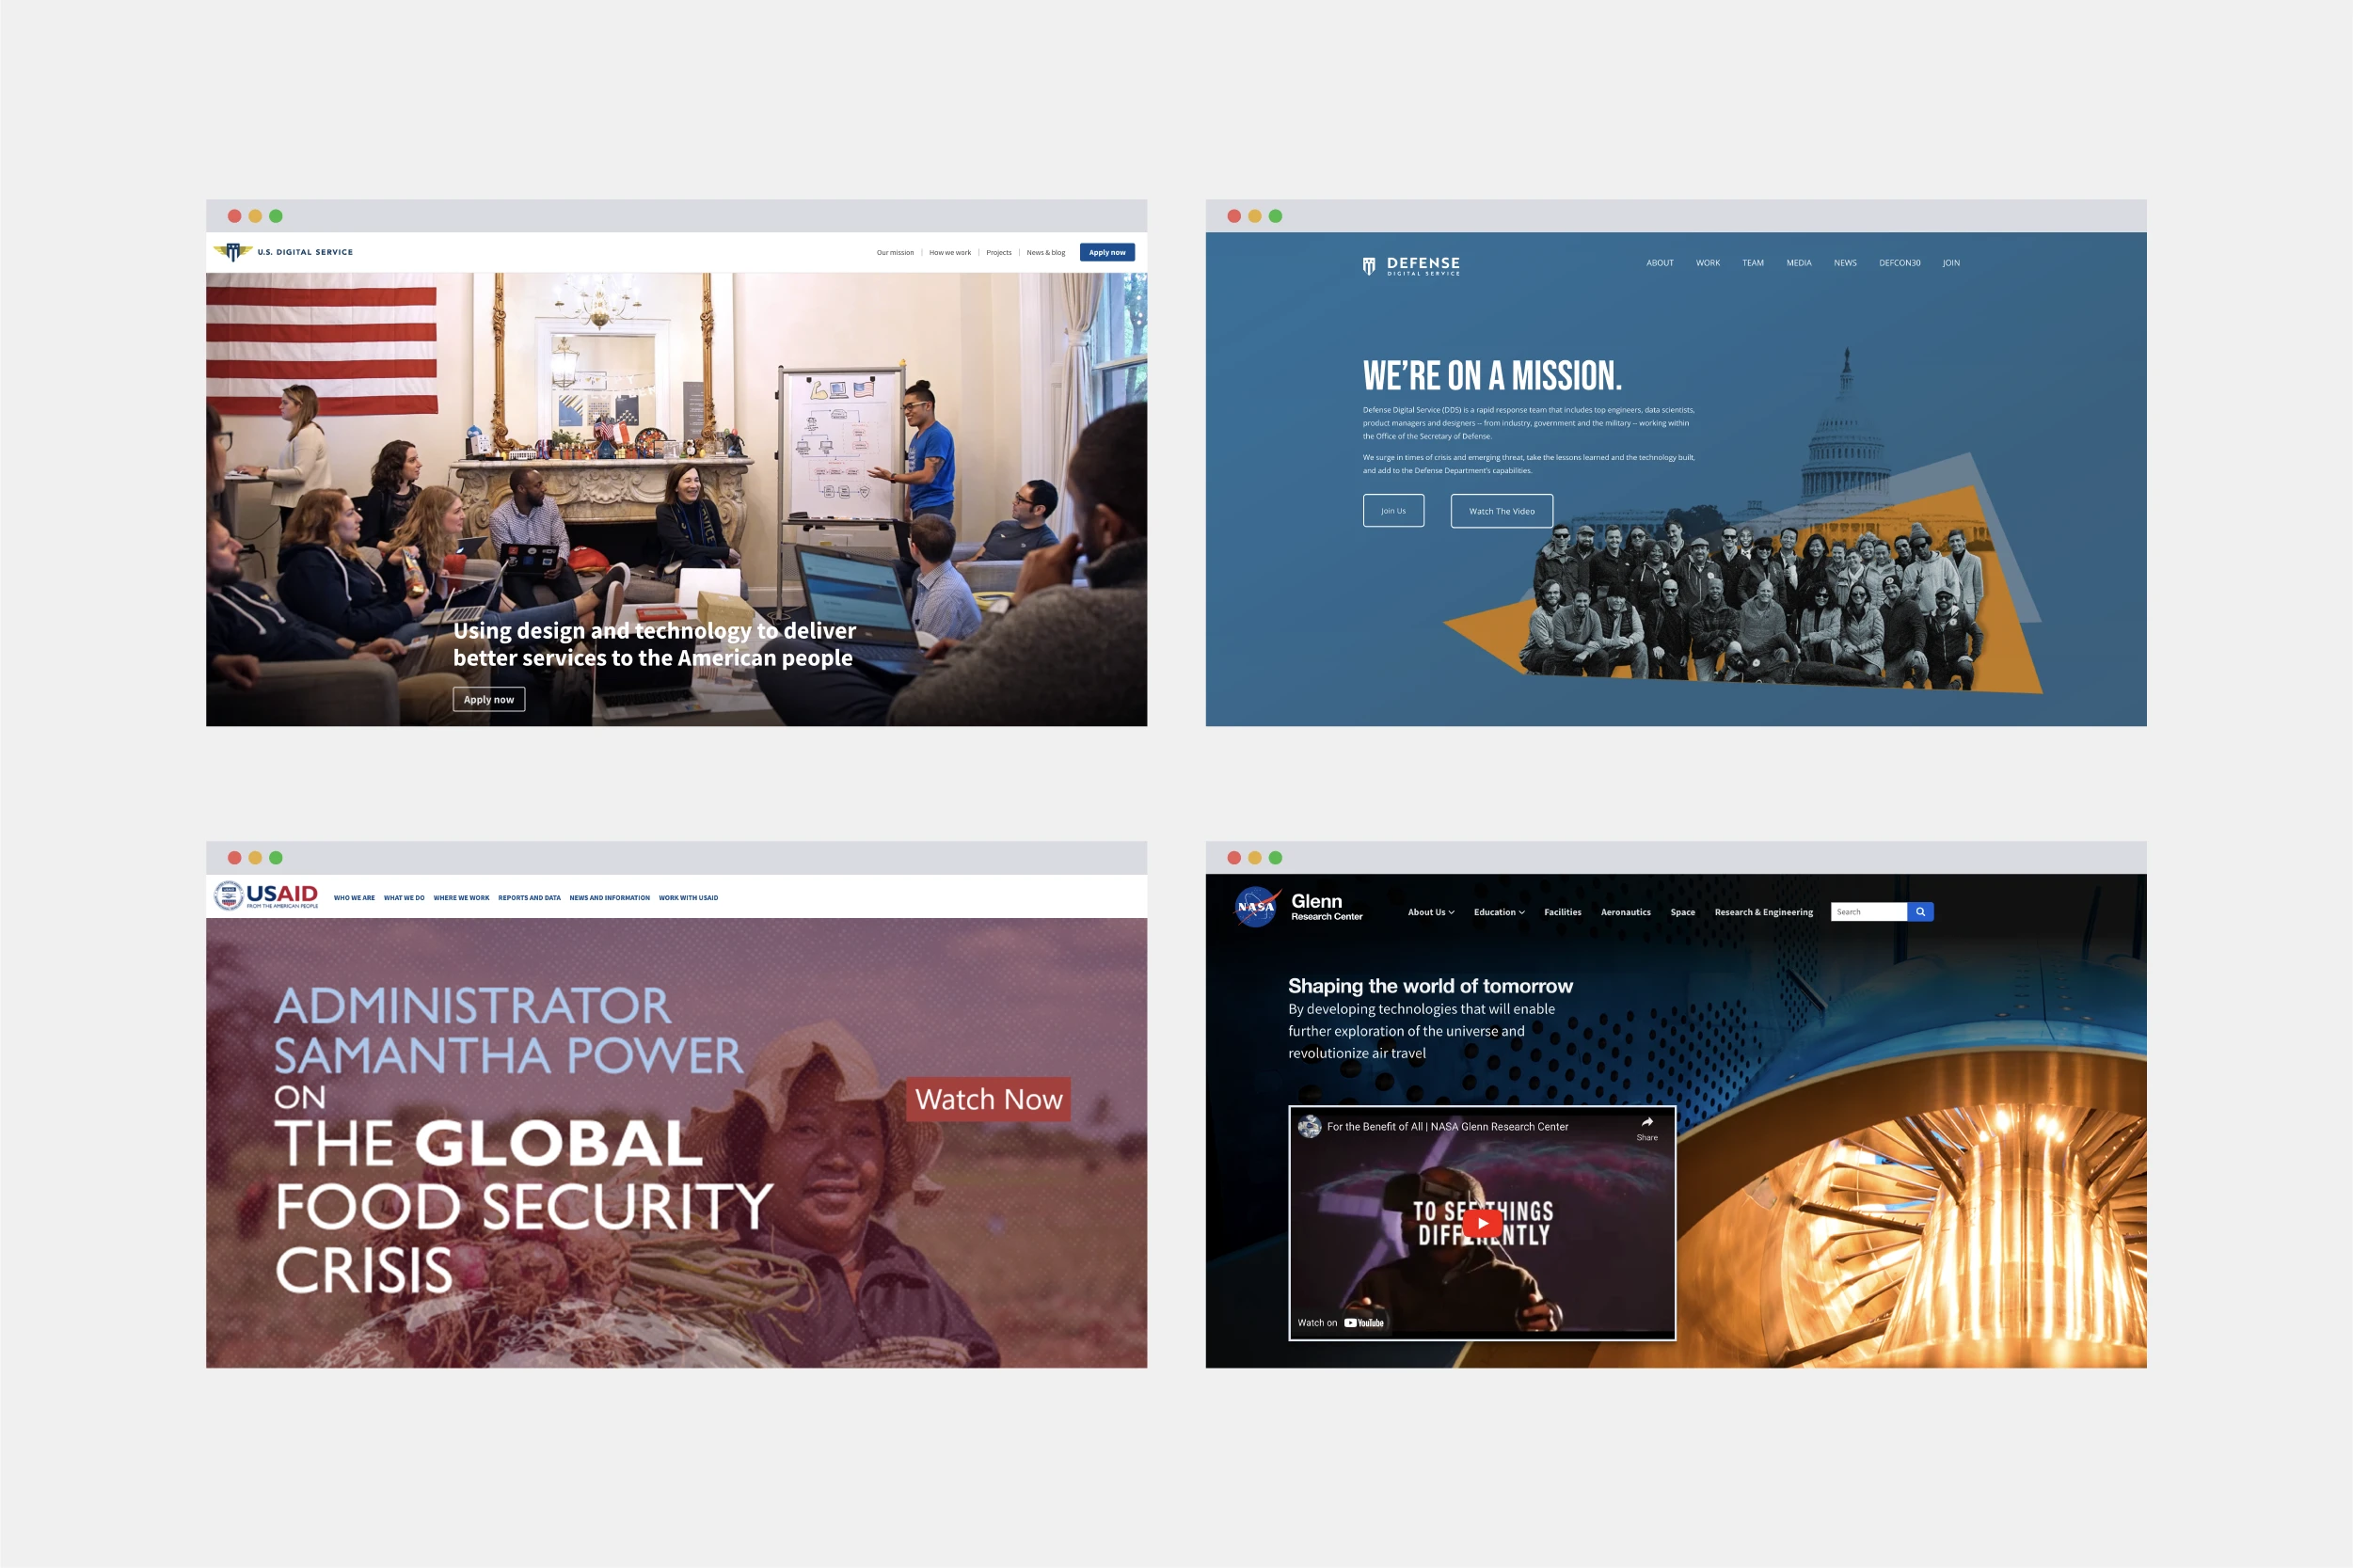 U.S. DIGITAL SERVICE
Our mission
How we work
Projects
News & blog
Apply now
Using design and technology to deliver
better services to the American people
Apply now
DEFENSE
DIGITAL SERVICE
ABOUT
WORK
TEAM
MEDIA
NEWS
DEFCON30
JOIN
WE'RE ON A MISSION.
Defense Digital Service (DDS) is a rapid response team that includes top engineers, data scientists,
product managers and designers -- from industry, government and the military -- working within
the Office of the Secretary of Defense.
We surge in times of crisis and emerging threat, take the lessons learned and the technology built,
and add to the Defense Department's capabilities.
Join Us
Watch The Video
USAID
FROM THE AMERICAN PEOPLE
WHO WE ARE
WHAT WE DO
WHERE WE WORK
REPORTS AND DATA
NEWS AND INFORMATION
WORK WITH USAID
ADMINISTRATOR
SAMANTHA POWER
ON
THE GLOBAL
FOOD SECURITY
CRISIS
Watch Now
NASA
Glenn
Research Center
About Us
Education
Facilities
Aeronautics
Space
Research & Engineering
Search
Shaping the world of tomorrow
By developing technologies that will enable
further exploration of the universe and
revolutionize air travel
For the Benefit of All | NASA Glenn Research Center
Share
TO SEE THINGS
DIFFERENTLY
Watch on YouTube